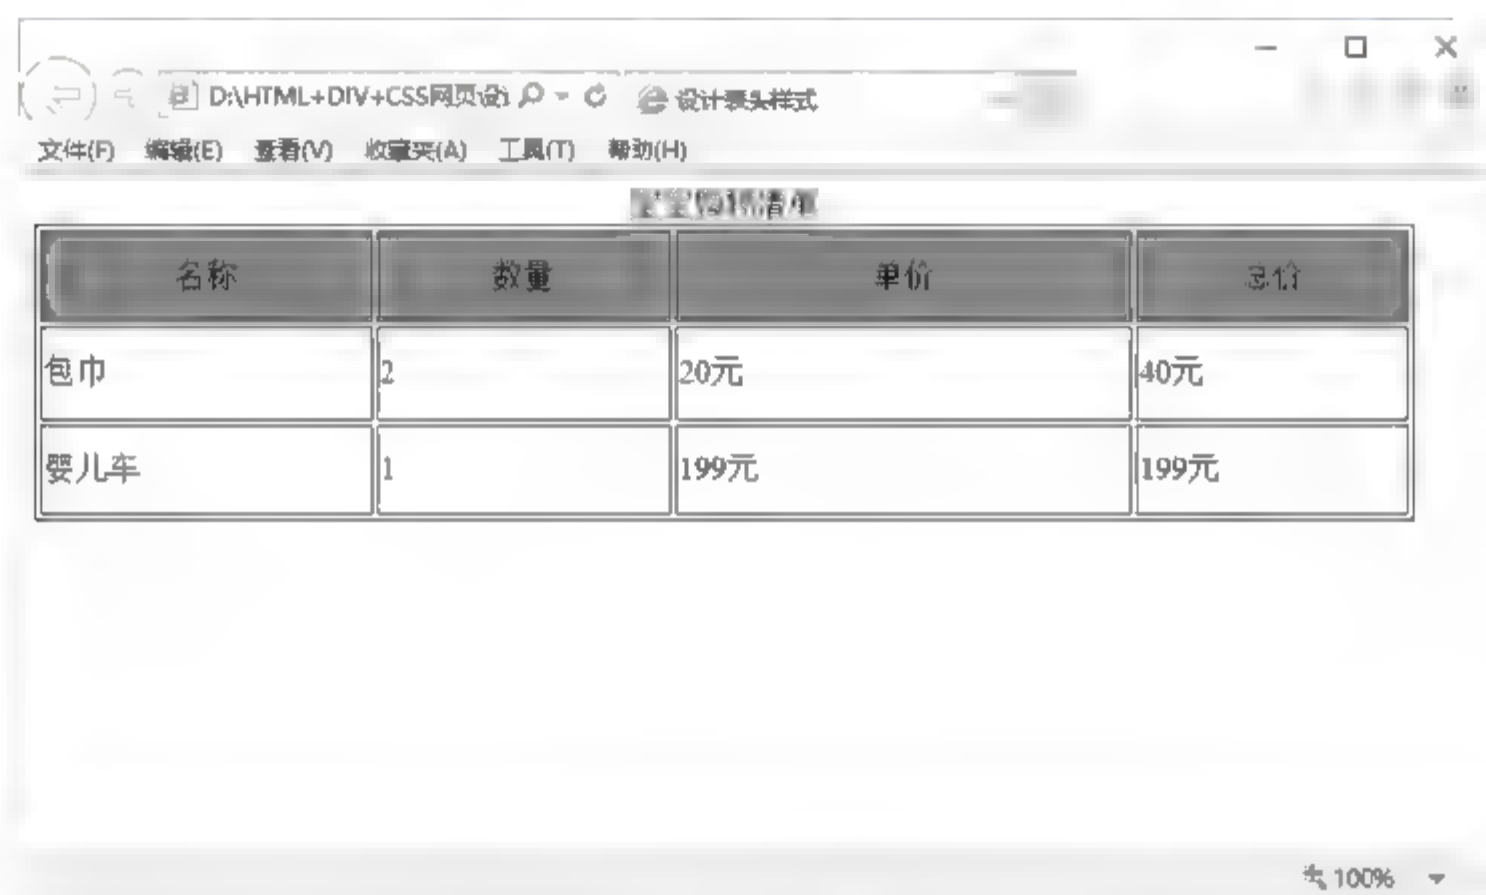 D:\HTML+DIV+CSS网页设 设计表头样式
文件(F) 编辑(E) 查看(V) 收藏夹(A) 工具(T) 帮助(H)
清单
名称 数量 单价 总价
包巾 2 20元 40元
婴儿车 1 199元 199元
100%